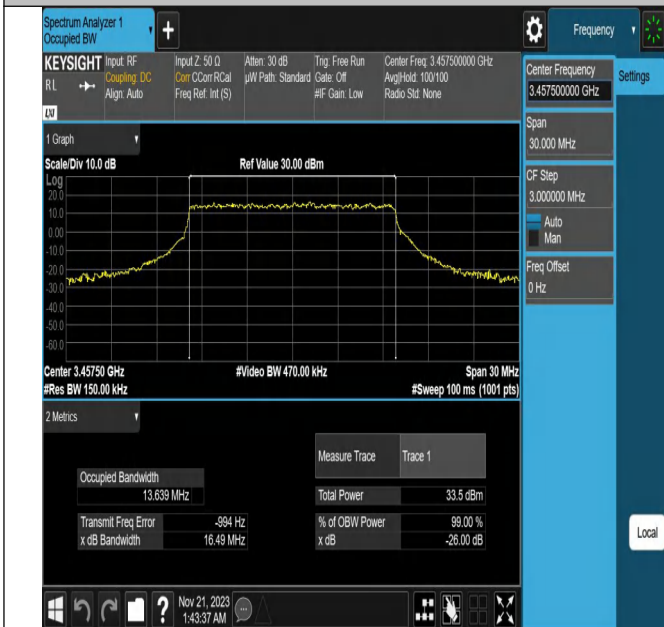 Spectrum Analyzer 1
Occupied BW
Frequency
KEYSIGHT
RL
LXI
Input: RF
Coupling: DC
Align: Auto
Input Z: 50 Ω
Corr CCorr RCal
Freq Ref: Int (S)
Atten: 30 dB
µW Path: Standard
Trig: Free Run
Gate: Off
#IF Gain: Low
Center Freq: 3.457500000 GHz
Avg|Hold: 100/100
Radio Std: None
Center Frequency
3.457500000 GHz
Settings
Span
30.000 MHz
CF Step
3.000000 MHz
Auto
Man
Freq Offset
0 Hz
Local
1 Graph
Scale/Div 10.0 dB
Ref Value 30.00 dBm
Log
20.0
10.0
0.00
-10.0
-20.0
-30.0
-40.0
-50.0
-60.0
Center 3.45750 GHz
#Video BW 470.00 kHz
Span 30 MHz
#Res BW 150.00 kHz
#Sweep 100 ms (1001 pts)
2 Metrics
Measure Trace
Trace 1
Occupied Bandwidth
13.639 MHz
Total Power
33.5 dBm
Transmit Freq Error
-994 Hz
% of OBW Power
99.00 %
x dB Bandwidth
16.49 MHz
x dB
-26.00 dB
?
Nov 21, 2023
1:43:37 AM